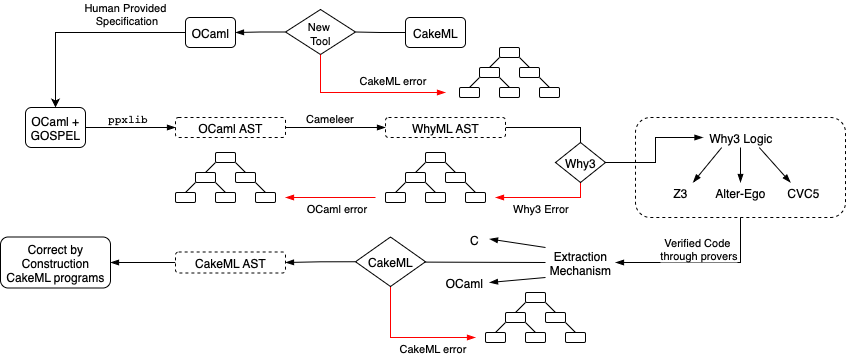 Human Provided
Specification
OCaml
New
Tool
CakeML
CakeML error
OCaml +
GOSPEL
ppxlib
OCaml AST
Cameleer
WhyML AST
Why3
Why3 Logic
Z3
Alter-Ego
CVC5
OCaml error
Why3 Error
Correct by
Construction
CakeML programs
CakeML AST
CakeML
C
OCaml
Extraction
Mechanism
Verified Code
through provers
CakeML error